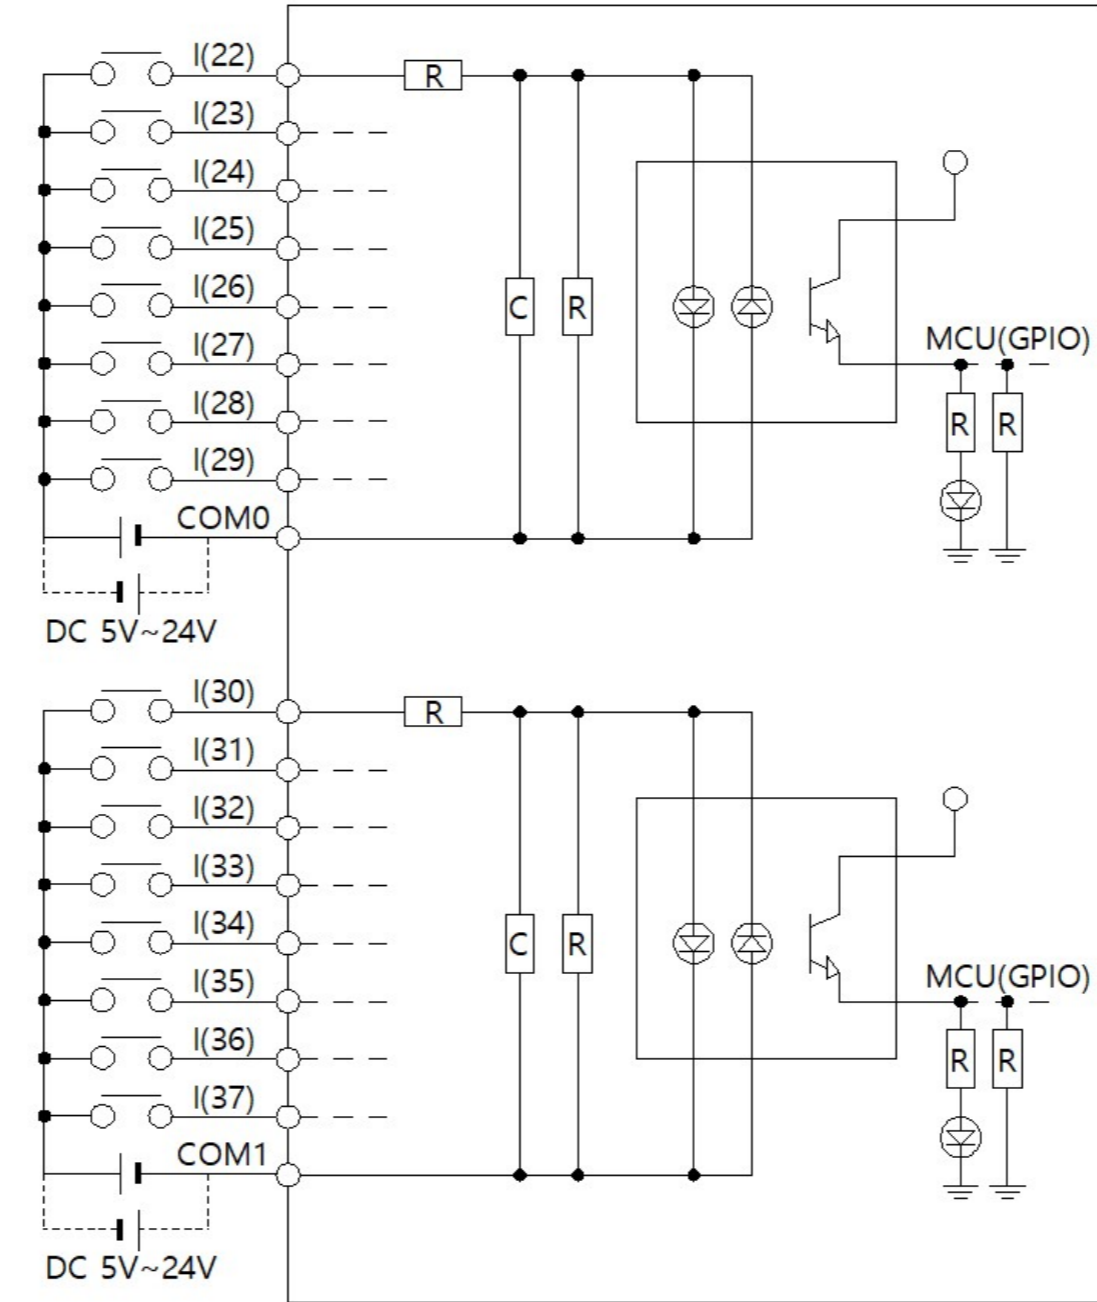 I(22)
R
I(23)
I(24)
I(25)
I(26)
C
R
I(27)
MCU(GPIO)
I(28)
R
R
I(29)
COM0
DC 5V~24V
I(30)
R
I(31)
I(32)
I(33)
I(34)
C
R
I(35)
MCU(GPIO)
I(36)
R
R
I(37)
COM1
DC 5V~24V